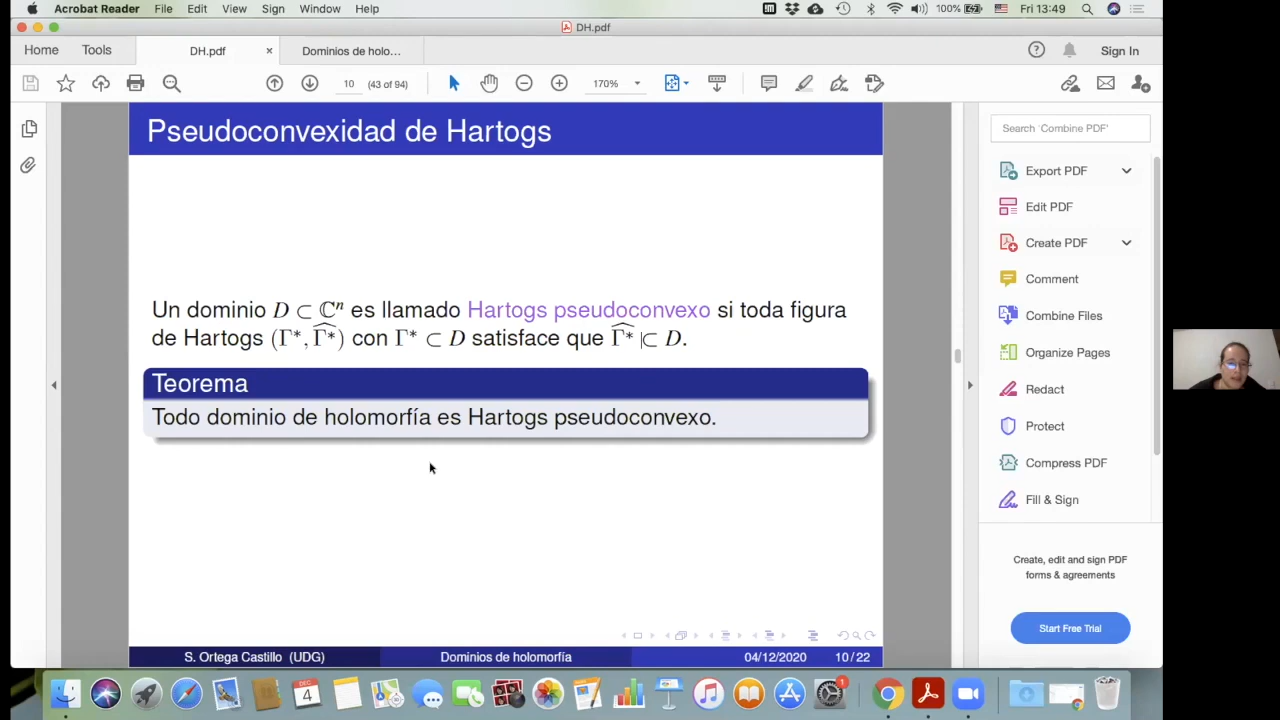 Acrobat Reader File Edit View Sign Window Help 100% Fri 13:49
DH.pdf
Home Tools DH.pdf × Dominios de holo... ? Sign In
10 (43 of 94) 170%
Pseudoconvexidad de Hartogs
Un dominio D ⊂ ℂⁿ es llamado Hartogs pseudoconvexo si toda figura
de Hartogs (Γ*, Γ̂*) con Γ* ⊂ D satisface que Γ̂* ⊂ D.
Teorema
Todo dominio de holomorfía es Hartogs pseudoconvexo.
S. Ortega Castillo (UDG) Dominios de holomorfía 04/12/2020 10 / 22
Search 'Combine PDF'
Export PDF
Edit PDF
Create PDF
Comment
Combine Files
Organize Pages
Redact
Protect
Compress PDF
Fill & Sign
Create, edit and sign PDF
forms & agreements
Start Free Trial
DEC
4
1